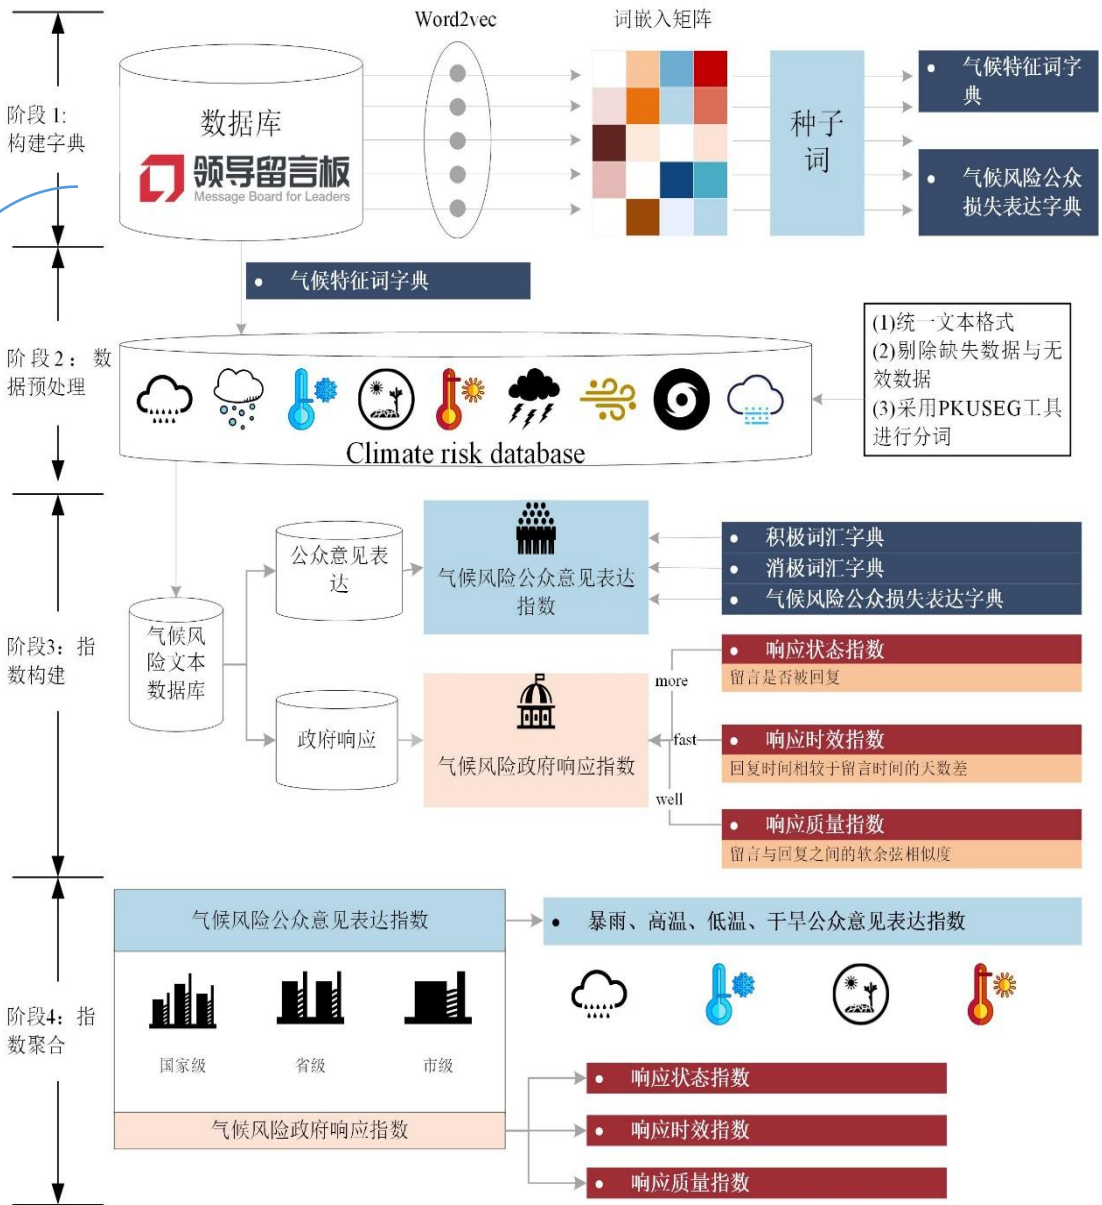 Word2vec
词嵌入矩阵
阶段 1:
构建字典
数据库
领导留言板
Message Board for Leaders
种子
词
• 气候特征词字
典
• 气候风险公众
损失表达字典
• 气候特征词字典
阶段2：数
据预处理
Climate risk database
(1)统一文本格式
(2)剔除缺失数据与无
效数据
(3)采用PKUSEG工具
进行分词
阶段3：指
数构建
气候风
险文本
数据库
公众意见表
达
气候风险公众意见表达
指数
• 积极词汇字典
• 消极词汇字典
• 气候风险公众损失表达字典
政府响应
气候风险政府响应指数
more
fast
well
• 响应状态指数
留言是否被回复
• 响应时效指数
回复时间相较于留言时间的天数差
• 响应质量指数
留言与回复之间的软余弦相似度
阶段4：指
数聚合
气候风险公众意见表达指数
• 暴雨、高温、低温、干旱公众意见表达指数
国家级
省级
市级
气候风险政府响应指数
• 响应状态指数
• 响应时效指数
• 响应质量指数